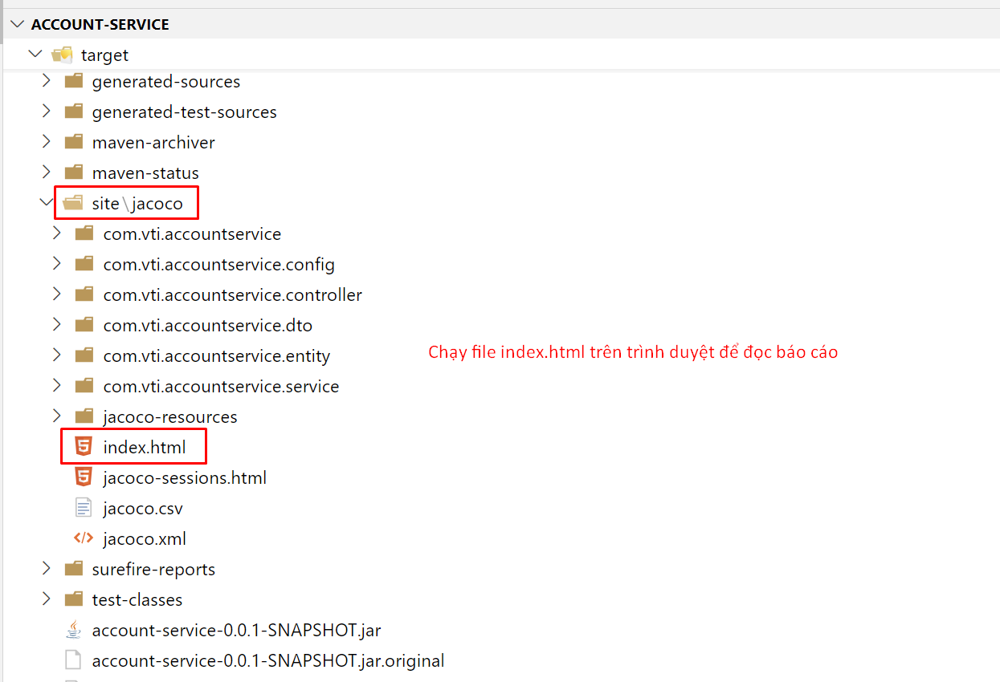 ACCOUNT-SERVICE
target
generated-sources
generated-test-sources
maven-archiver
maven-status
site\jacoco
com.vti.accountservice
com.vti.accountservice.config
com.vti.accountservice.controller
com.vti.accountservice.dto
Chạy file index.html trên trình duyệt để đọc báo cáo
com.vti.accountservice.entity
com.vti.accountservice.service
jacoco-resources
index.html
jacoco-sessions.html
jacoco.csv
jacoco.xml
surefire-reports
test-classes
account-service-0.0.1-SNAPSHOT.jar
account-service-0.0.1-SNAPSHOT.jar.original